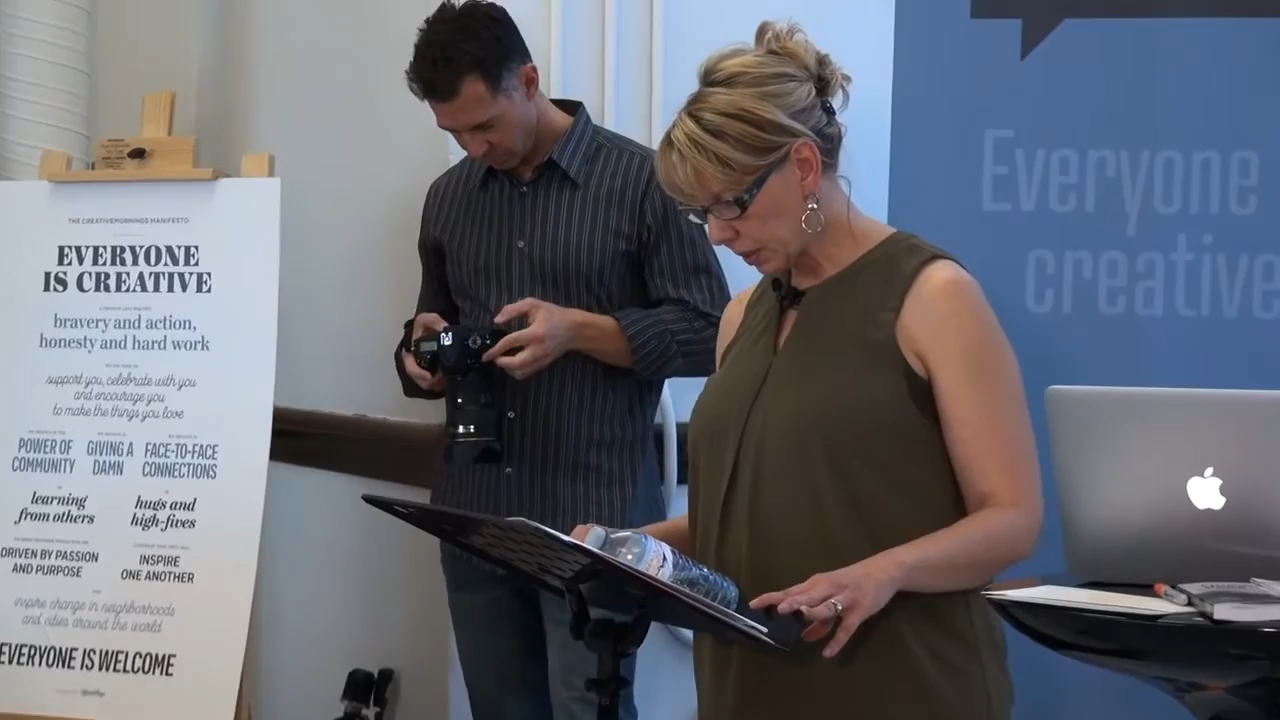 THE CREATIVEMORNINGS MANIFESTO
EVERYONE
IS CREATIVE
bravery and action,
honesty and hard work
support you, celebrate with you
and encourage you
to make the things you love
POWER OF
COMMUNITY
GIVING A
DAMN
FACE-TO-FACE
CONNECTIONS
learning
from others
hugs and
high-fives
DRIVEN BY PASSION
AND PURPOSE
INSPIRE
ONE ANOTHER
inspire change in neighborhoods
and cities around the world
EVERYONE IS WELCOME
Everyone
creative